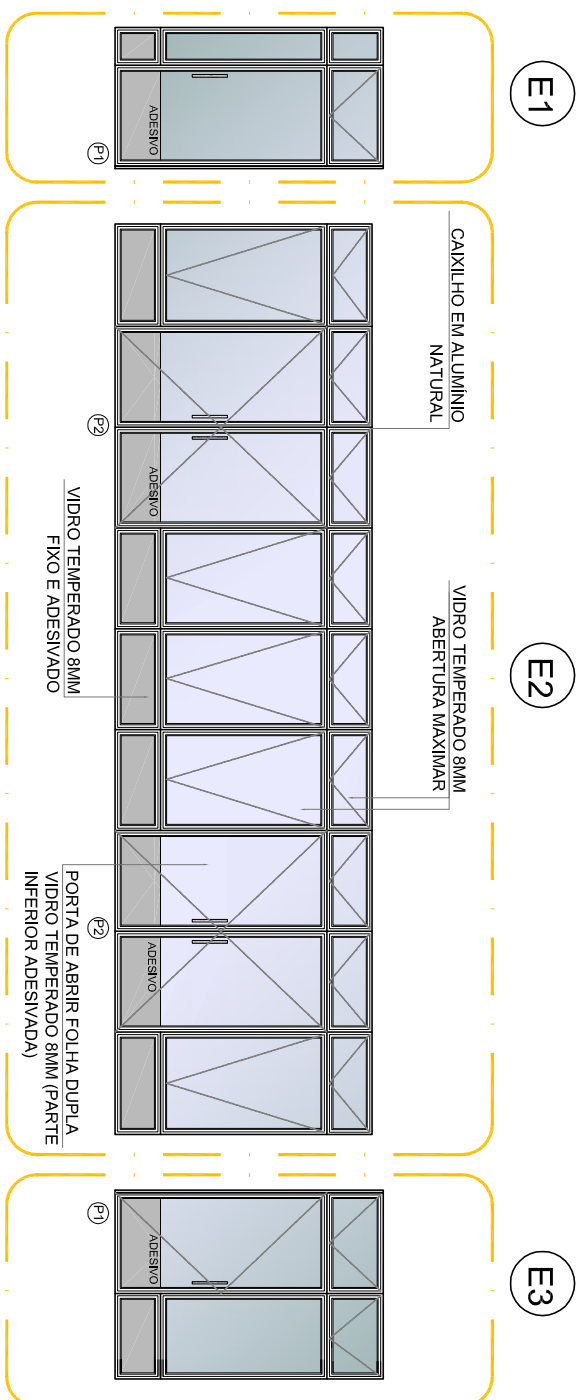 E1
E2
E3
CAIXILHO EM ALUMÍNIO
NATURAL
VIDRO TEMPERADO 8MM
ABERTURA MAXIMAR
ADESIVO
ADESIVO
ADESIVO
ADESIVO
P1
P2
P2
P1
VIDRO TEMPERADO 8MM
FIXO E ADESIVADO
PORTA DE ABRIR FOLHA DUPLA
VIDRO TEMPERADO 8MM (PARTE
INFERIOR ADESIVADA)